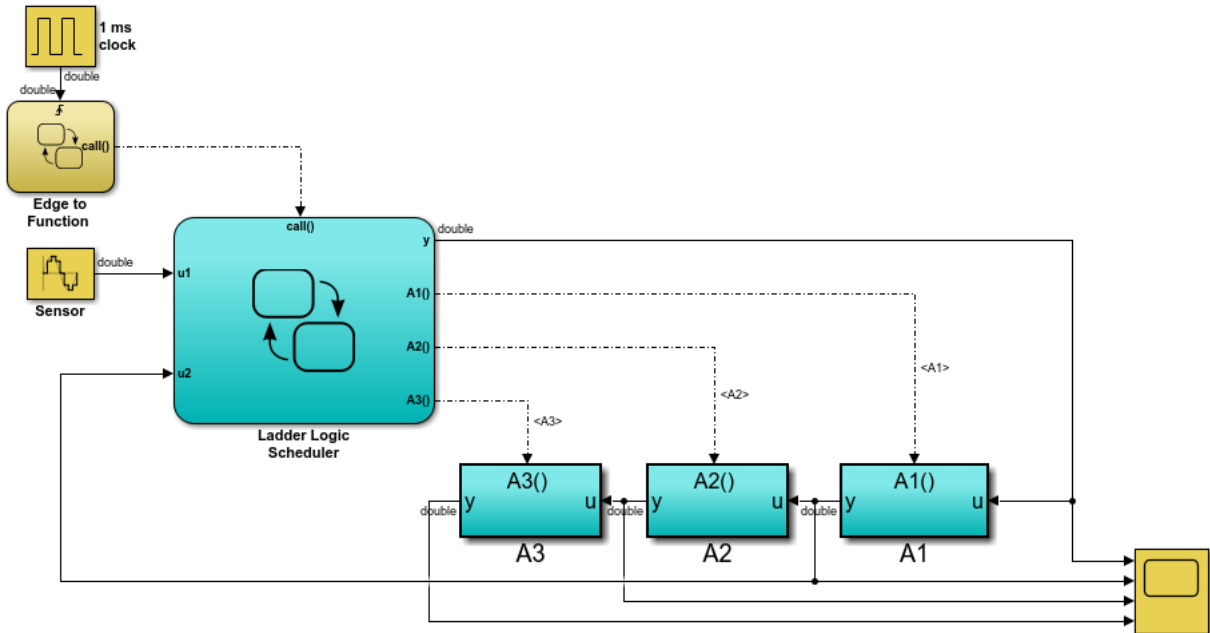 1 ms
clock
double
double
call()
Edge to
Function
call()
y
double
double
u1
Sensor
A1()
A2()
u2
A3()
<A1>
<A2>
<A3>
Ladder Logic
Scheduler
A3()
y
u
double
A3
A2()
y
u
double
A2
A1()
y
u
double
A1